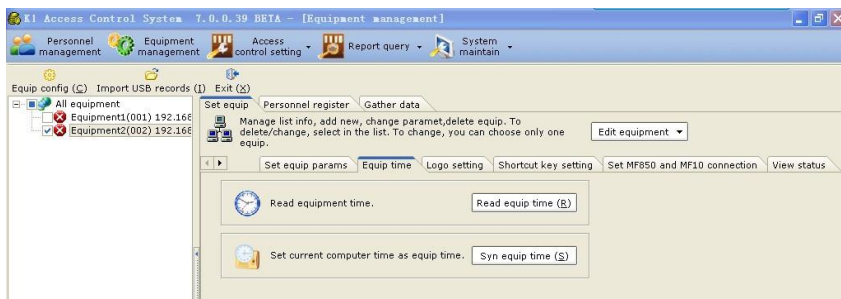 K1 Access Control System 7.0.0.39 BETA - [Equipment management]
Personnel management
Equipment management
Access control setting
Report query
System maintain
Equip config (C) Import USB records (I) Exit (X)
All equipment
Equipment1(001) 192.168
Equipment2(002) 192.168
Set equip Personnel register Gather data
Manage list info, add new, change paramet,delete equip. To
delete/change, select in the list. To change, you can choose only one
equip.
Edit equipment
Set equip params Equip time Logo setting Shortcut key setting Set MF850 and MF10 connection View status
Read equipment time. Read equip time (R)
Set current computer time as equip time. Syn equip time (S)